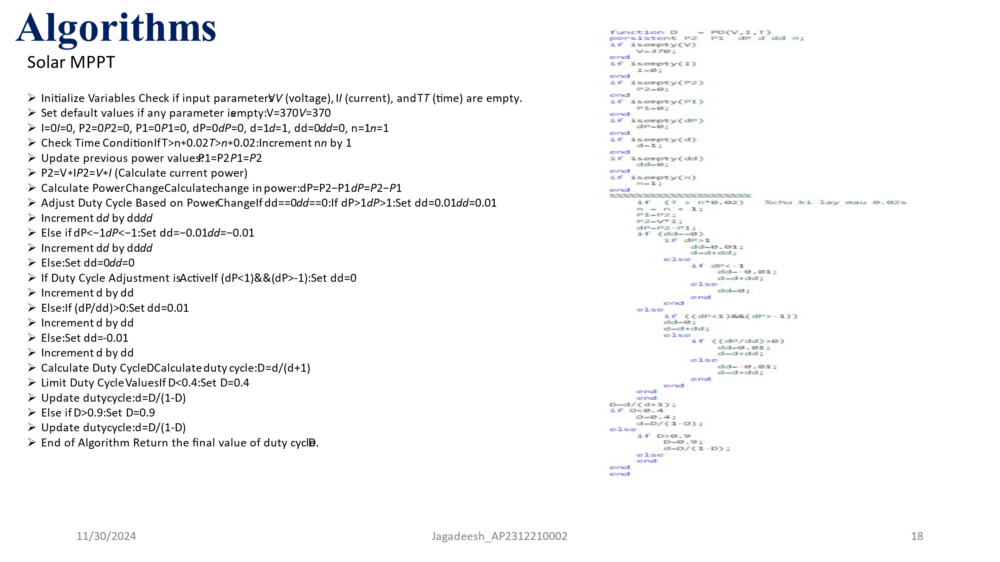 Algorithms
Solar MPPT
➢ Initialize Variables Check if input parametersVV (voltage), II (current), and TT (time) are empty.
➢ Set default values if any parameter is empty:V=370V=370
➢ I=0I=0, P2=0P2=0, P1=0P1=0, dP=0dP=0, d=1d=1, dd=0dd=0, n=1n=1
➢ Check Time ConditionIf T>n∗0.02T>n∗0.02:Increment nn by 1
➢ Update previous power values:P1=P2P1=P2
➢ P2=V∗IP2=V∗I (Calculate current power)
➢ Calculate Power ChangeCalculate change in power:dP=P2−P1dP=P2−P1
➢ Adjust Duty Cycle Based on Power ChangeIf dd==0dd==0:If dP>1dP>1:Set dd=0.01dd=0.01
➢ Increment dd by dddd
➢ Else if dP<−1dP<−1:Set dd=−0.01dd=−0.01
➢ Increment dd by dddd
➢ Else:Set dd=0dd=0
➢ If Duty Cycle Adjustment is ActiveIf (dP<1)&&(dP>-1):Set dd=0
➢ Increment d by dd
➢ Else:If (dP/dd)>0:Set dd=0.01
➢ Increment d by dd
➢ Else:Set dd=-0.01
➢ Increment d by dd
➢ Calculate Duty CycleDCalculate duty cycle:D=d/(d+1)
➢ Limit Duty Cycle ValuesIf D<0.4:Set D=0.4
➢ Update dutycycle:d=D/(1-D)
➢ Else if D>0.9:Set D=0.9
➢ Update dutycycle:d=D/(1-D)
➢ End of Algorithm Return the final value of duty cycle D.
function D = PO(V,I,T)
persistent P2 P1 dP d dd n;
if isempty(V)
V=370;
end
if isempty(I)
I=0;
end
if isempty(P2)
P2=0;
end
if isempty(P1)
P1=0;
end
if isempty(dP)
dP=0;
end
if isempty(d)
d=1;
end
if isempty(dd)
dd=0;
end
if isempty(n)
n=1;
end
if (T > n*0.02) %chu ki lay mau 0.02s
n = n + 1;
P1=P2;
P2=V*I;
dP=P2-P1;
if (dd==0)
if dP>1
dd=0.01;
d=d+dd;
else
if dP<-1
dd=-0.01;
d=d+dd;
else
dd=0;
end
end
else
if ((dP<1)&&(dP>-1))
dd=0;
d=d+dd;
else
if ((dP/dd)>0)
dd=0.01;
d=d+dd;
else
dd=-0.01;
d=d+dd;
end
end
end
end
D=d/(d+1);
if D<0.4
D=0.4;
d=D/(1-D);
else
if D>0.9
D=0.9;
d=D/(1-D);
else
end
end
end
11/30/2024
Jagadeesh_AP2312210002
18